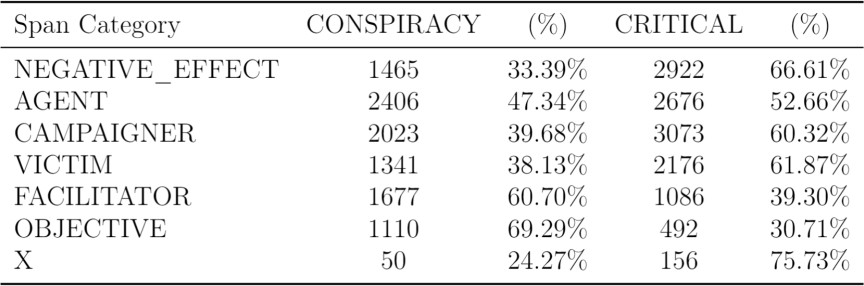 Span Category CONSPIRACY (%) CRITICAL (%)
NEGATIVE_EFFECT 1465 33.39% 2922 66.61%
AGENT 2406 47.34% 2676 52.66%
CAMPAIGNER 2023 39.68% 3073 60.32%
VICTIM 1341 38.13% 2176 61.87%
FACILITATOR 1677 60.70% 1086 39.30%
OBJECTIVE 1110 69.29% 492 30.71%
X 50 24.27% 156 75.73%